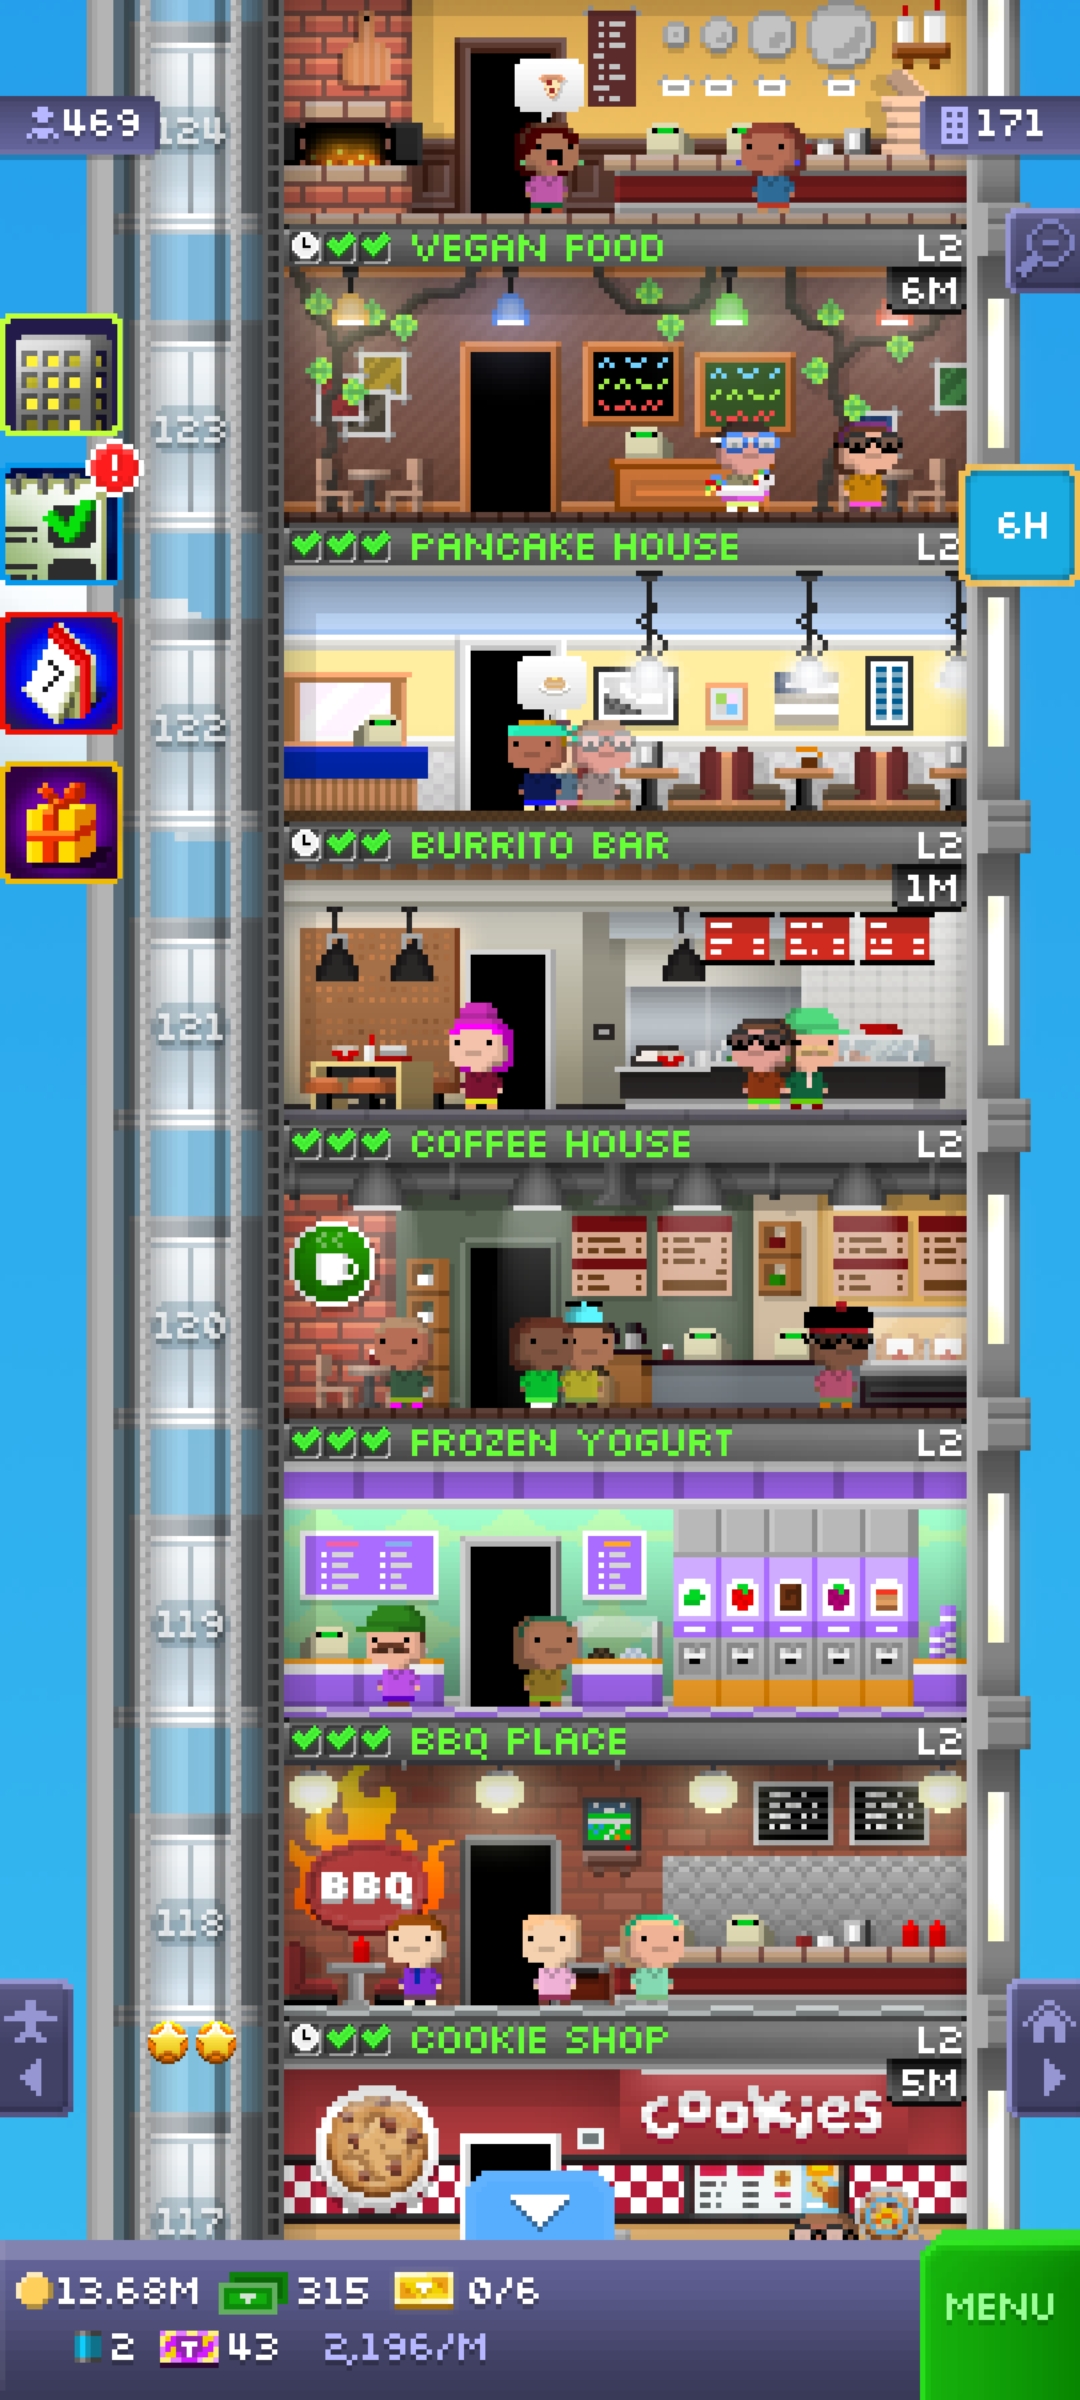 469
124
171
VEGAN FOOD L2
6M
123
PANCAKE HOUSE L2
6H
7
122
BURRITO BAR L2
1M
121
COFFEE HOUSE L2
120
FROZEN YOGURT L2
119
BBQ PLACE L2
BBQ
118
COOKIE SHOP L2
5M
cookies
117
13.68M 315 0/6
MENU
2 T 43 2,196/M